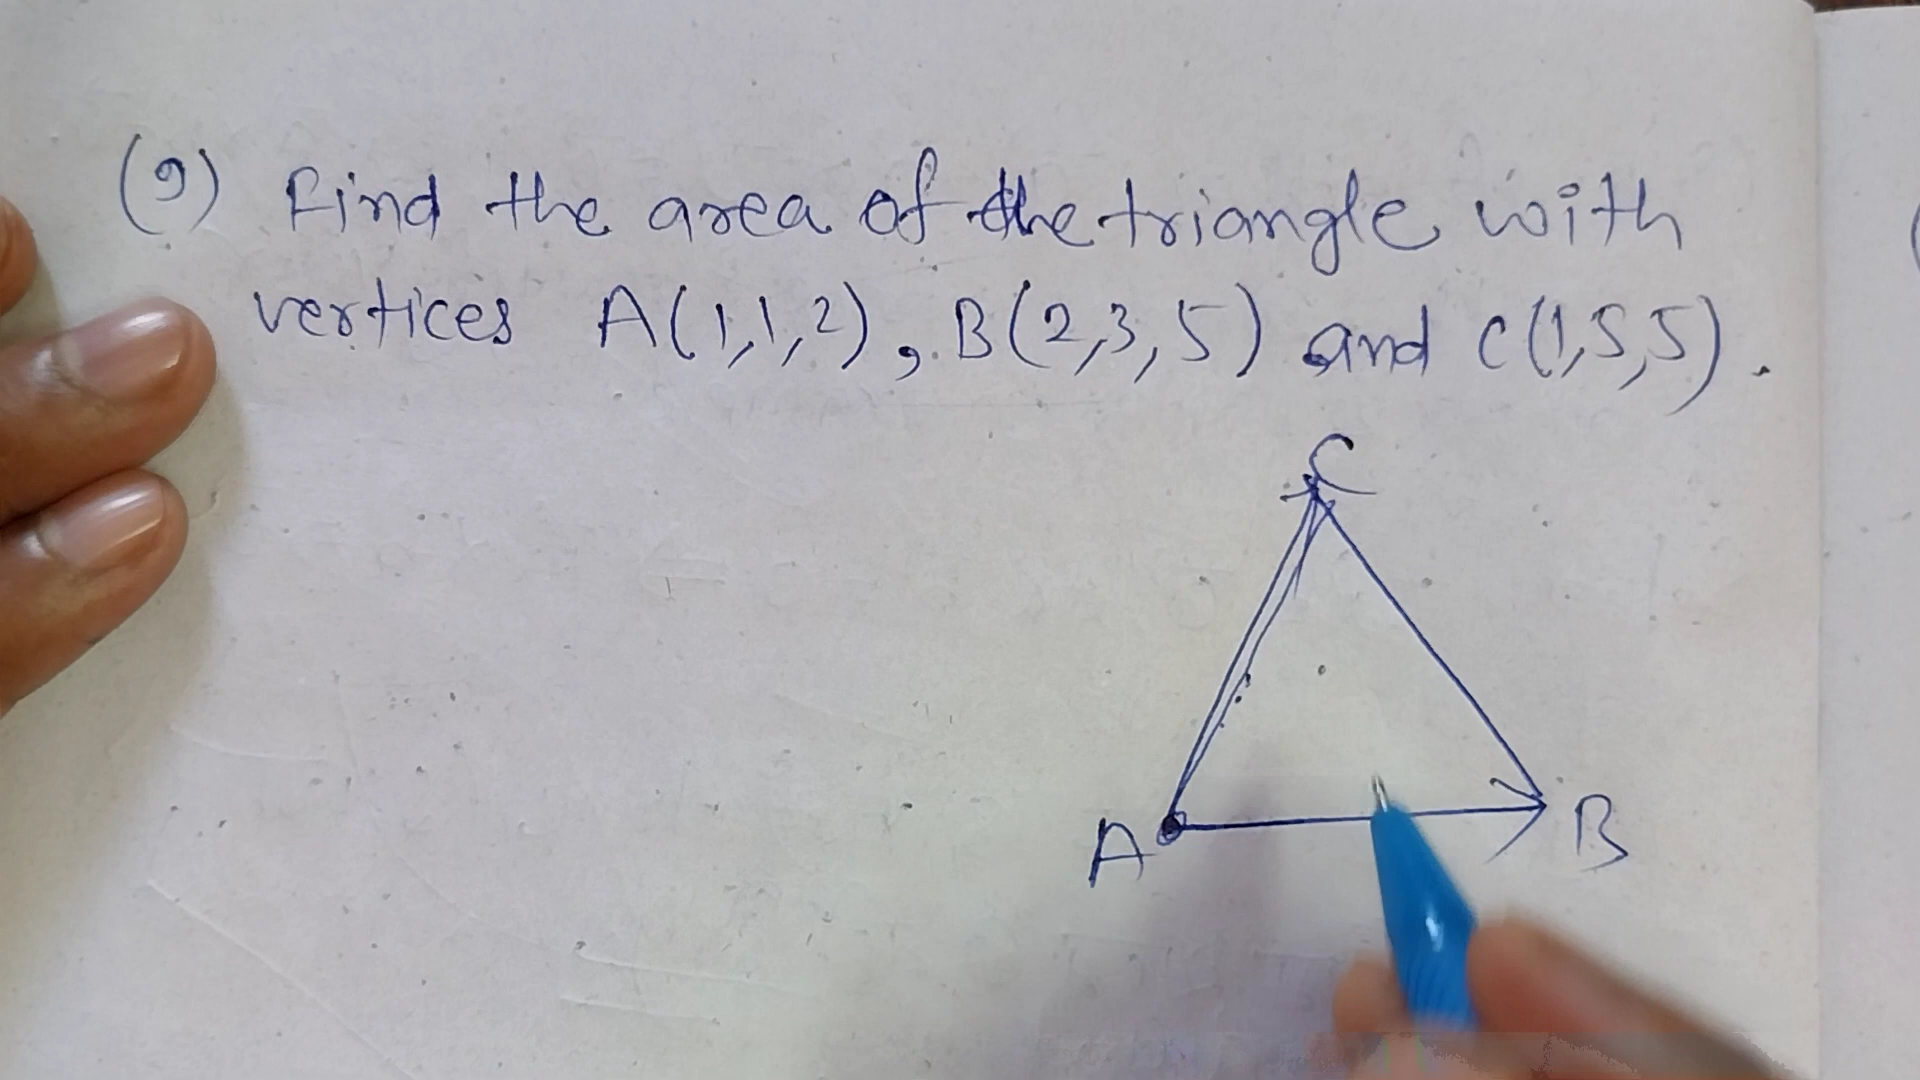 (9) Find the area of the triangle with
vertices A(1,1,2), B(2,3,5) and C(1,5,5).
C
A
B